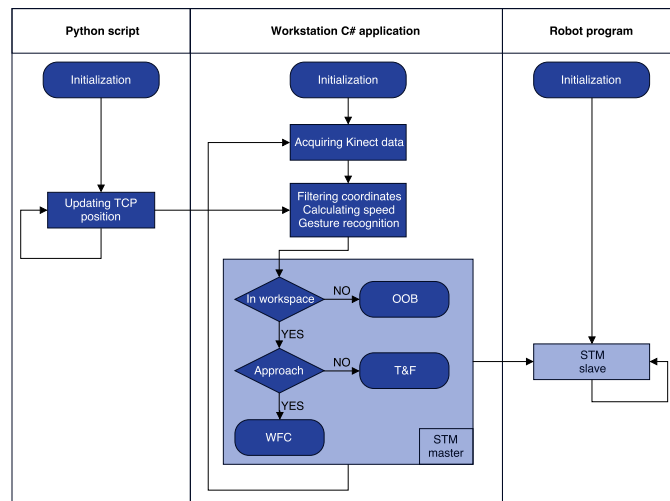 Python script
Workstation C# application
Robot program
Initialization
Initialization
Initialization
Acquiring Kinect data
Updating TCP
position
Filtering coordinates
Calculating speed
Gesture recognition
In workspace
NO
OOB
YES
Approach
NO
T&F
YES
WFC
STM
master
STM
slave